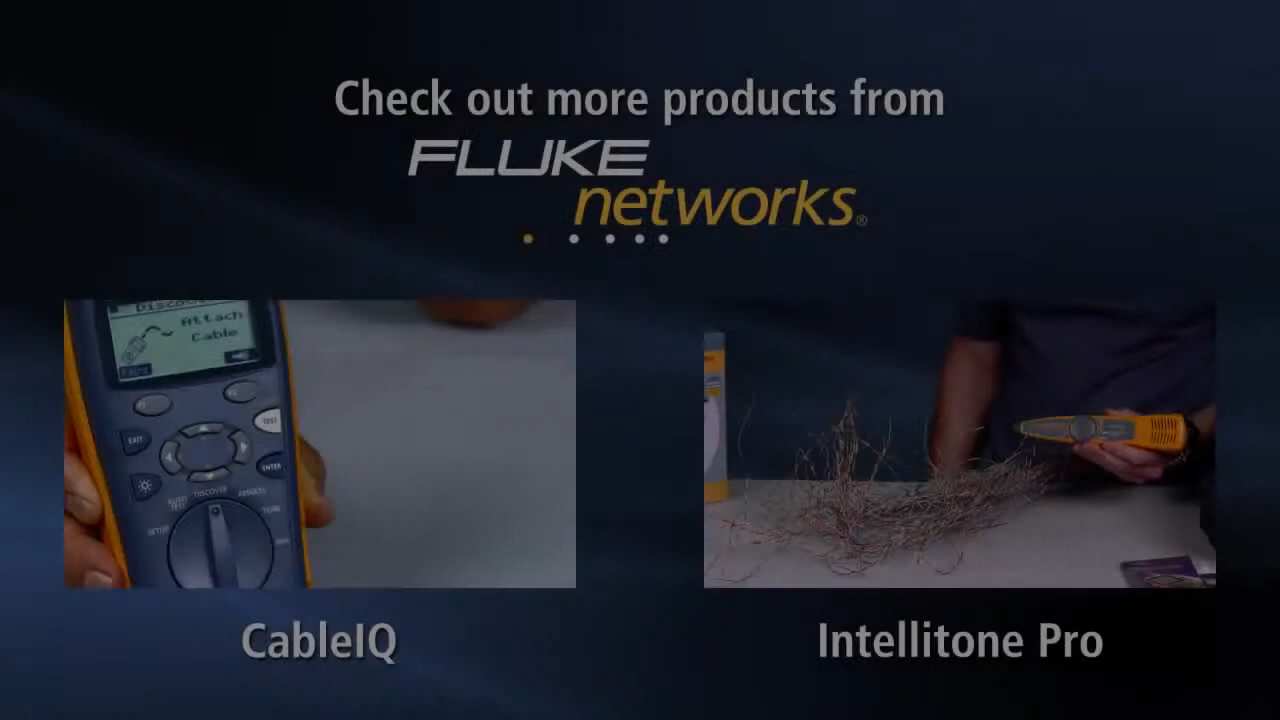 Check out more products from
FLUKE
networks®
Attach
Cable
TEST
EXIT
ENTER
AUTO
TEST
DISCOVER
RESULTS
SETUP
TONE
CableIQ
Intellitone Pro